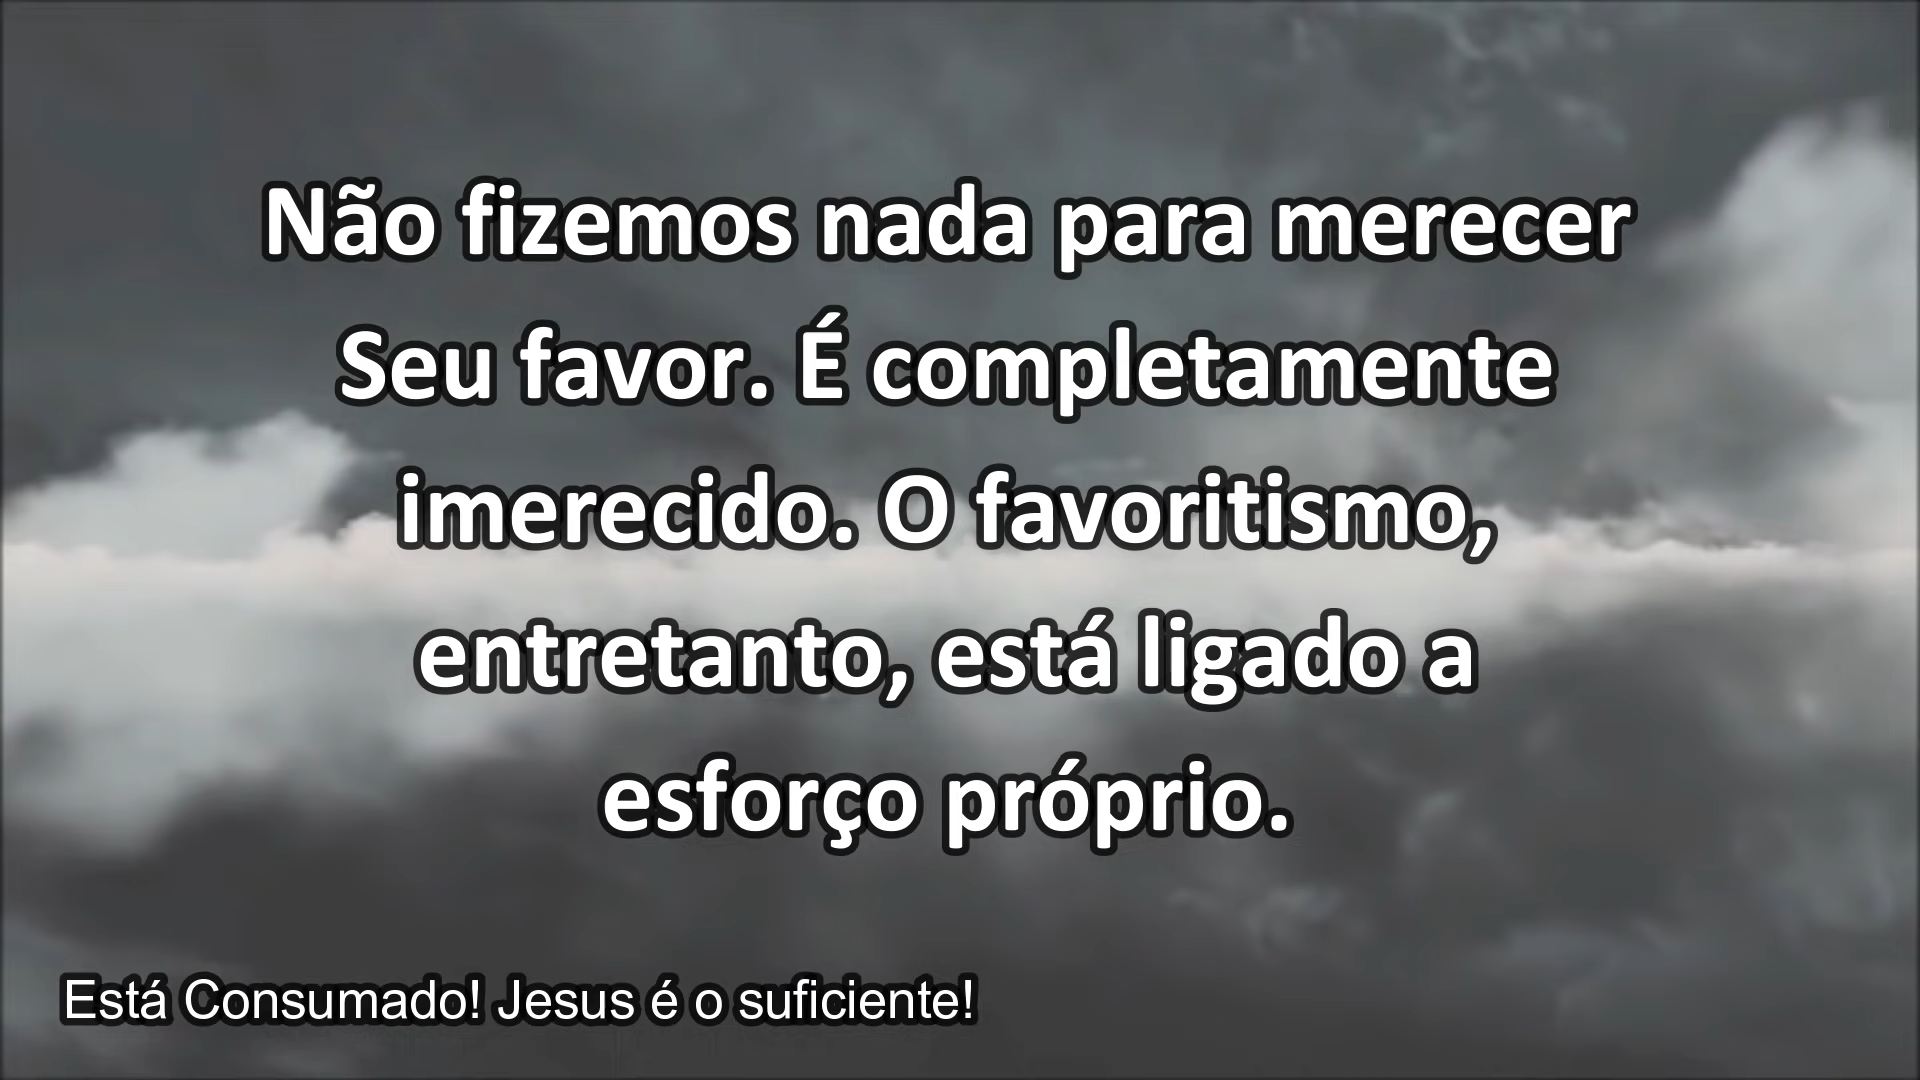 Não fizemos nada para merecer
Seu favor. É completamente
imerecido. O favoritismo,
entretanto, está ligado a
esforço próprio.
Está Consumado! Jesus é o suficiente!